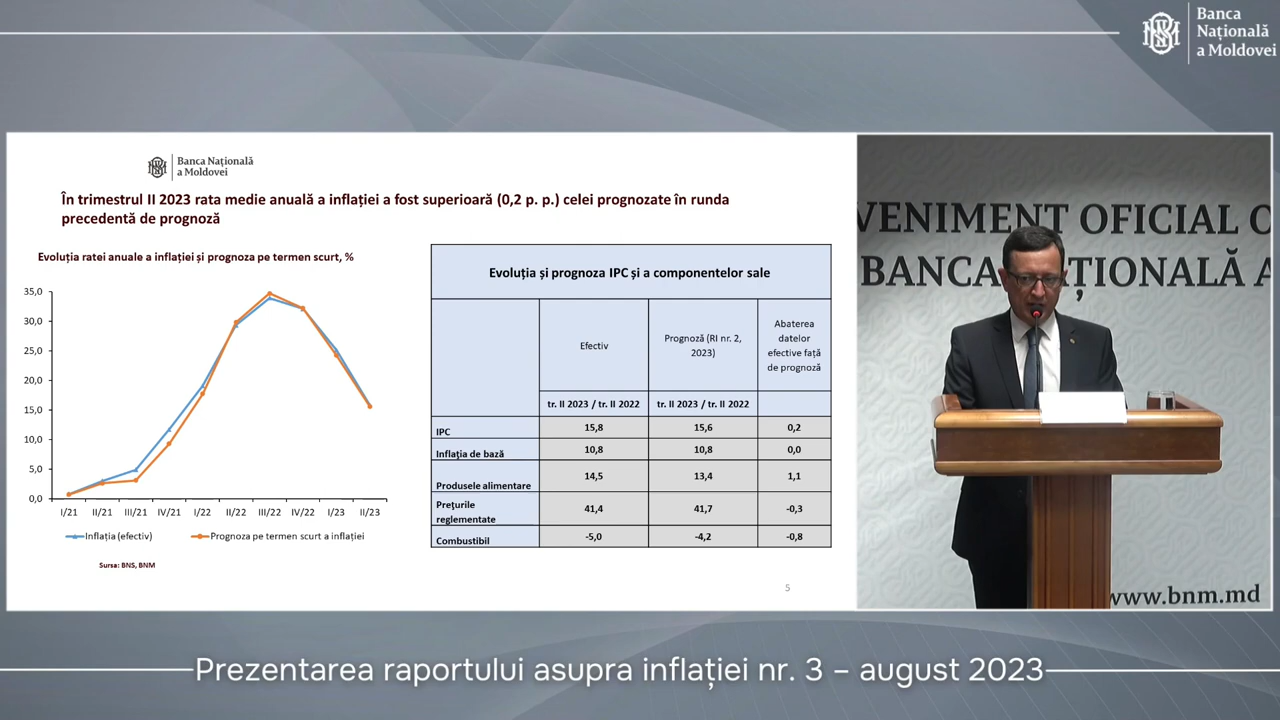 Banca
Națională
a Moldovei
Banca Națională
a Moldovei
În trimestrul II 2023 rata medie anuală a inflației a fost superioară (0,2 p. p.) celei prognozate în runda
precedentă de prognoză
Evoluția ratei anuale a inflației și prognoza pe termen scurt, %
35,0
30,0
25,0
20,0
15,0
10,0
5,0
0,0
I/21 II/21 III/21 IV/21 I/22 II/22 III/22 IV/22 I/23 II/23
Inflația (efectiv) Prognoza pe termen scurt a inflației
Sursa: BNS, BNM
Evoluția și prognoza IPC și a componentelor sale
Efectiv
Prognoză (RI nr. 2,
2023)
Abaterea
datelor
efective față
de prognoză
tr. II 2023 / tr. II 2022 tr. II 2023 / tr. II 2022
IPC 15,8 15,6 0,2
Inflaţia de bază 10,8 10,8 0,0
Produsele alimentare 14,5 13,4 1,1
Preţurile
reglementate 41,4 41,7 -0,3
Combustibil -5,0 -4,2 -0,8
5
VENIMENT OFICIAL O
BANCA NAȚIONALĂ A
www.bnm.md
Prezentarea raportului asupra inflației nr. 3 – august 2023